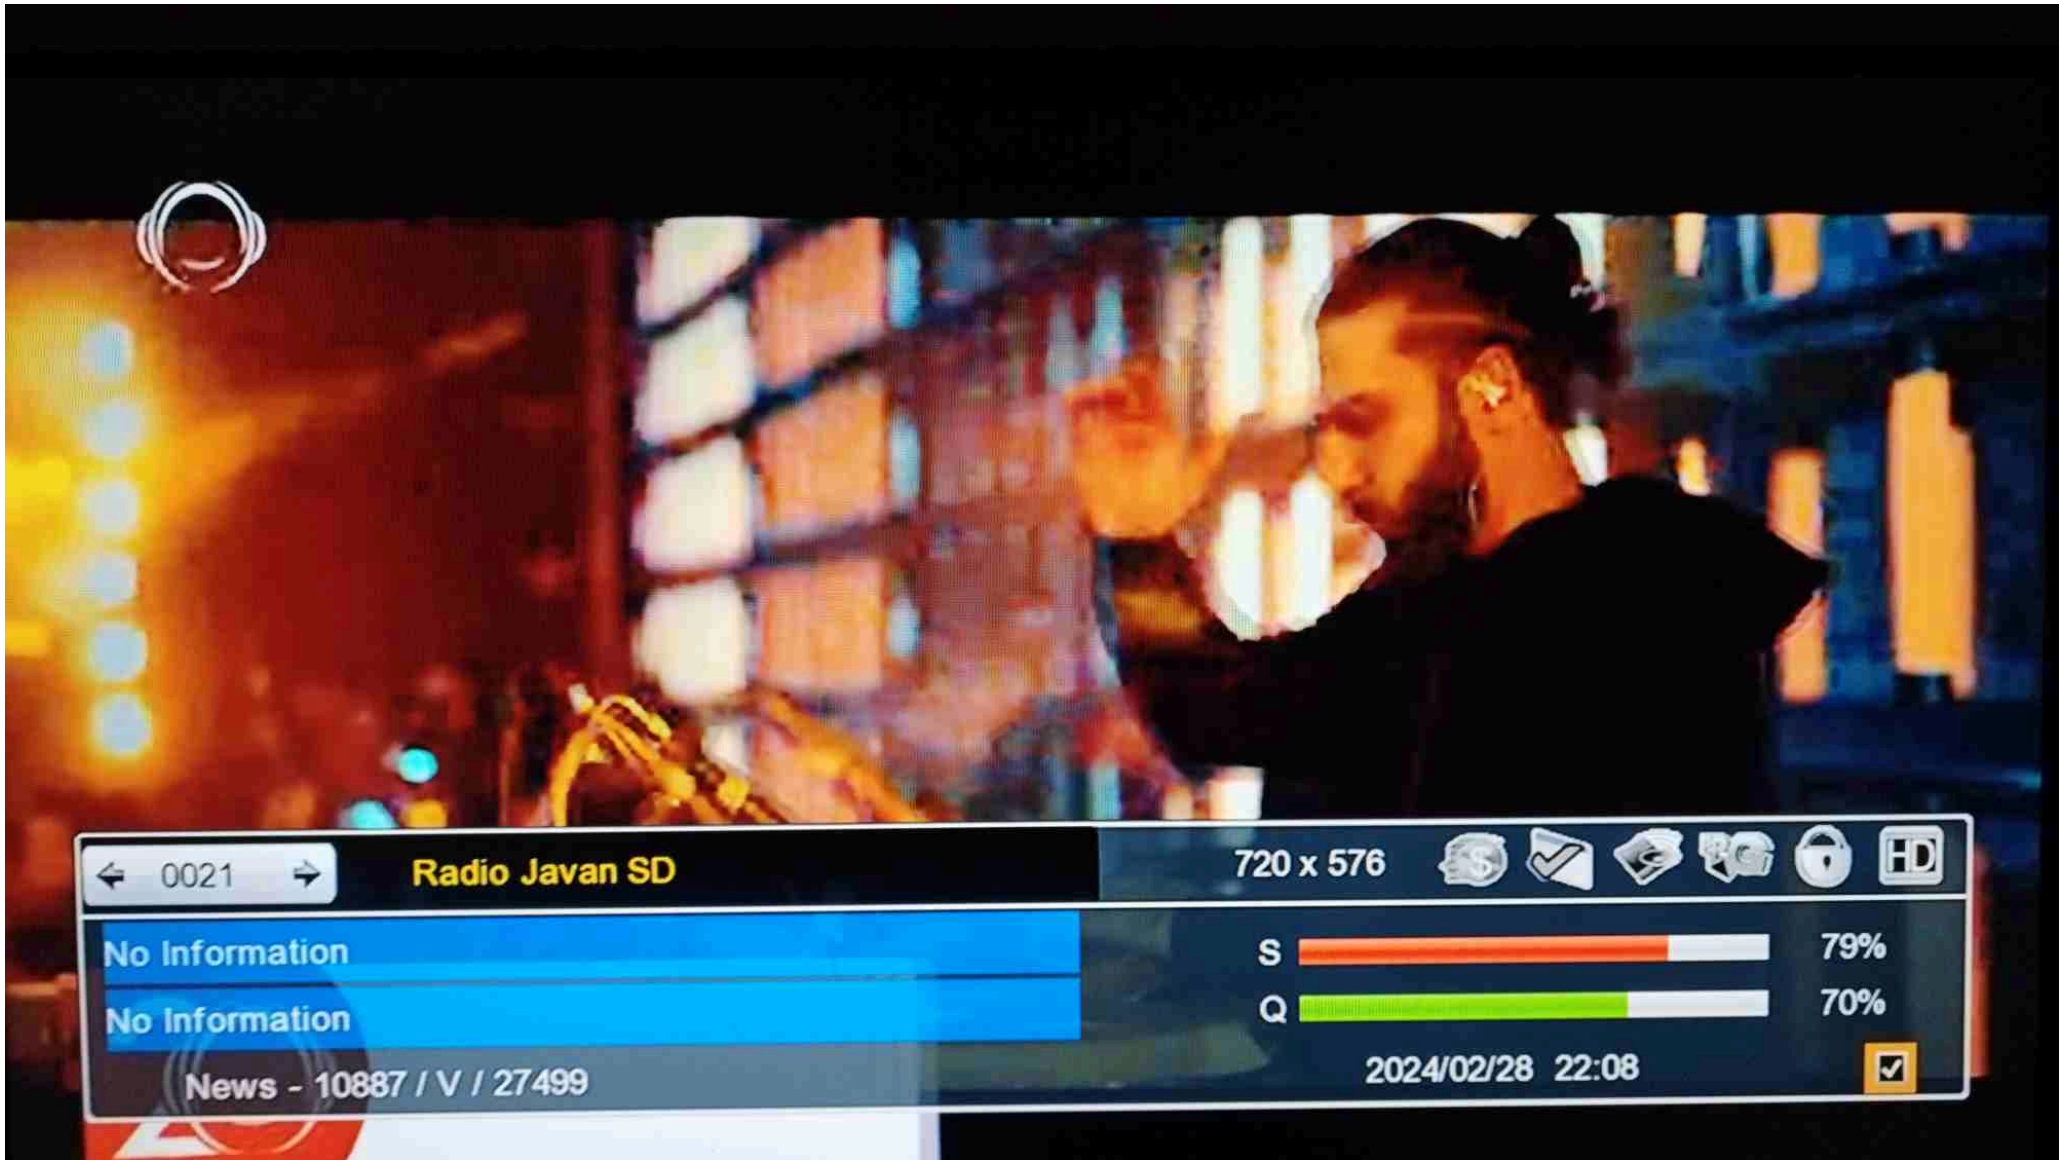 0021
Radio Javan SD
720 x 576
HD
No Information
S
79%
No Information
Q
70%
News - 10887 / V / 27499
2024/02/28 22:08